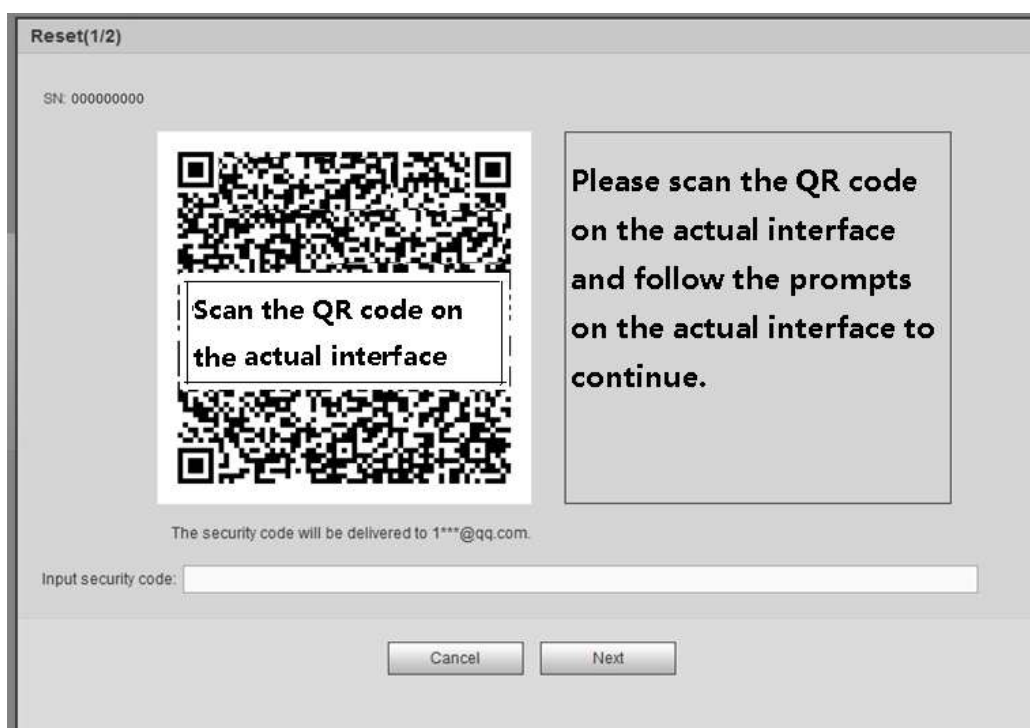 Reset(1/2)
SN: 000000000
Scan the QR code on
the actual interface
Please scan the QR code
on the actual interface
and follow the prompts
on the actual interface to
continue.
The security code will be delivered to 1***@qq.com.
Input security code:
Cancel
Next